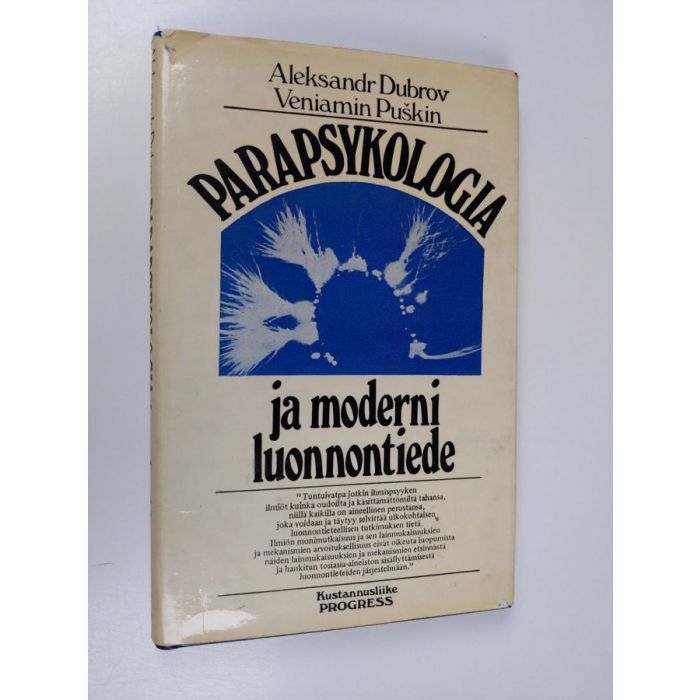 Aleksandr Dubrov
Veniamin Puškin
PARAPSYKOLOGIA
ja moderni
luonnontiede
"Tuntuivatpa jotkin ihmispsyyken
ilmiöt kuinka oudoilta ja käsittämättömiltä tahansa,
niillä kaikilla on aineellinen perustansa,
joka voidaan ja täytyy selvittää ulkokohtaisen,
luonnontieteellisen tutkimuksen tietä.
Ilmiön monimutkaisuus ja sen lainmukaisuuksien
ja mekanismien arvoituksellisuus eivät oikeuta luopumista
näiden lainmukaisuuksien ja mekanismien etsinnästä
ja hankitun tosiasia-aineiston sisällyttämisestä
luonnontieteiden järjestelmään."
Kustannusliike
PROGRESS